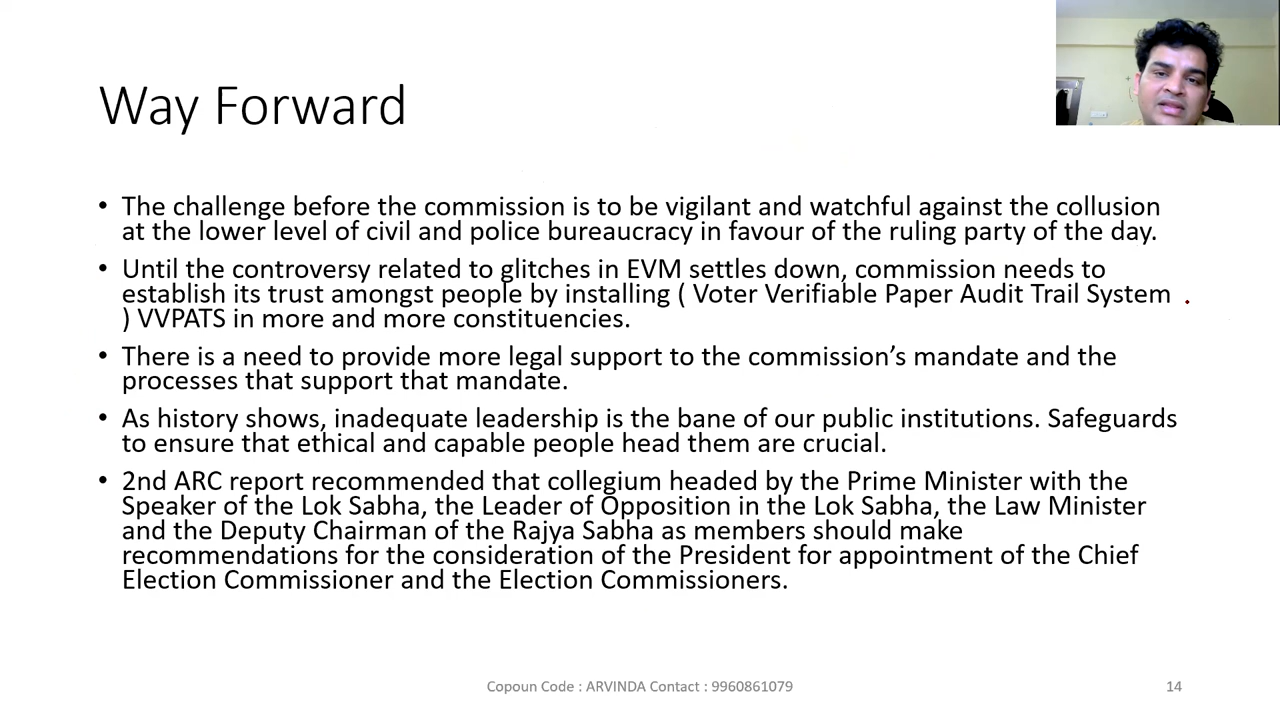 Way Forward
• The challenge before the commission is to be vigilant and watchful against the collusion
at the lower level of civil and police bureaucracy in favour of the ruling party of the day.
• Until the controversy related to glitches in EVM settles down, commission needs to
establish its trust amongst people by installing ( Voter Verifiable Paper Audit Trail System
) VVPATS in more and more constituencies.
• There is a need to provide more legal support to the commission’s mandate and the
processes that support that mandate.
• As history shows, inadequate leadership is the bane of our public institutions. Safeguards
to ensure that ethical and capable people head them are crucial.
• 2nd ARC report recommended that collegium headed by the Prime Minister with the
Speaker of the Lok Sabha, the Leader of Opposition in the Lok Sabha, the Law Minister
and the Deputy Chairman of the Rajya Sabha as members should make
recommendations for the consideration of the President for appointment of the Chief
Election Commissioner and the Election Commissioners.
Copoun Code : ARVINDA Contact : 9960861079
14